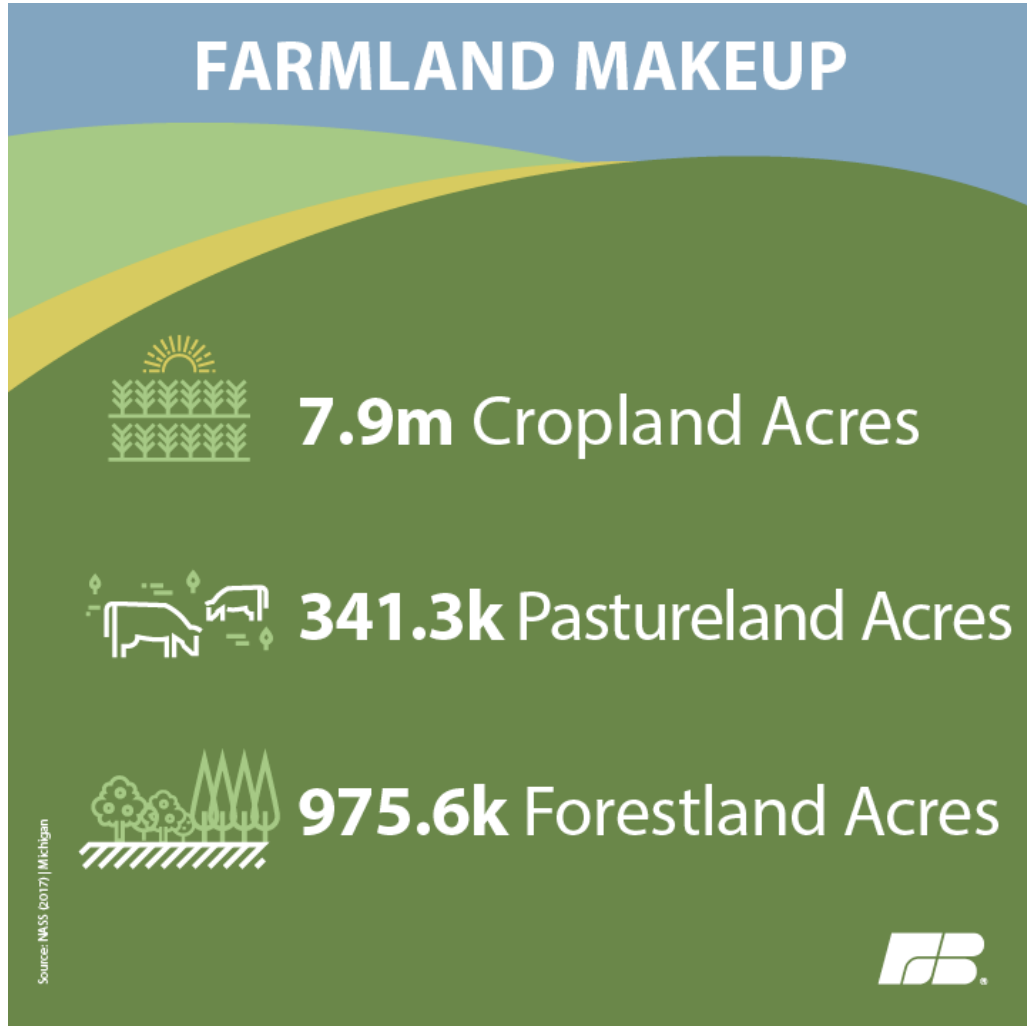 FARMLAND MAKEUP
7.9m Cropland Acres
341.3k Pastureland Acres
975.6k Forestland Acres
Source: NASS (2017) | Michigan
FB®